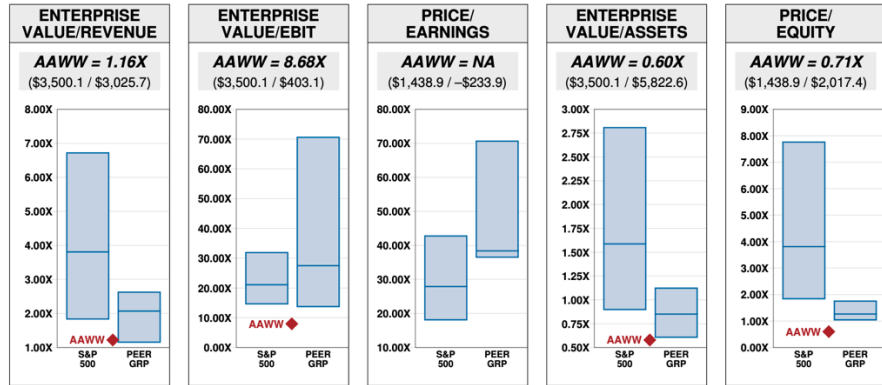 ENTERPRISE
VALUE/REVENUE
AAWW = 1.16X
($3,500.1 / $3,025.7)
8.00X
7.00X
6.00X
5.00X
4.00X
3.00X
2.00X
1.00X
AAWW
S&P
500
PEER
GRP
ENTERPRISE
VALUE/EBIT
AAWW = 8.68X
($3,500.1 / $403.1)
80.00X
70.00X
60.00X
50.00X
40.00X
30.00X
20.00X
10.00X
0.00X
AAWW
S&P
500
PEER
GRP
PRICE/
EARNINGS
AAWW = NA
($1,438.9 / –$233.9)
80.00X
70.00X
60.00X
50.00X
40.00X
30.00X
20.00X
10.00X
S&P
500
PEER
GRP
ENTERPRISE
VALUE/ASSETS
AAWW = 0.60X
($3,500.1 / $5,822.6)
3.00X
2.75X
2.50X
2.25X
2.00X
1.75X
1.50X
1.25X
1.00X
0.75X
0.50X
AAWW
S&P
500
PEER
GRP
PRICE/
EQUITY
AAWW = 0.71X
($1,438.9 / $2,017.4)
9.00X
8.00X
7.00X
6.00X
5.00X
4.00X
3.00X
2.00X
1.00X
0.00X
AAWW
S&P
500
PEER
GRP